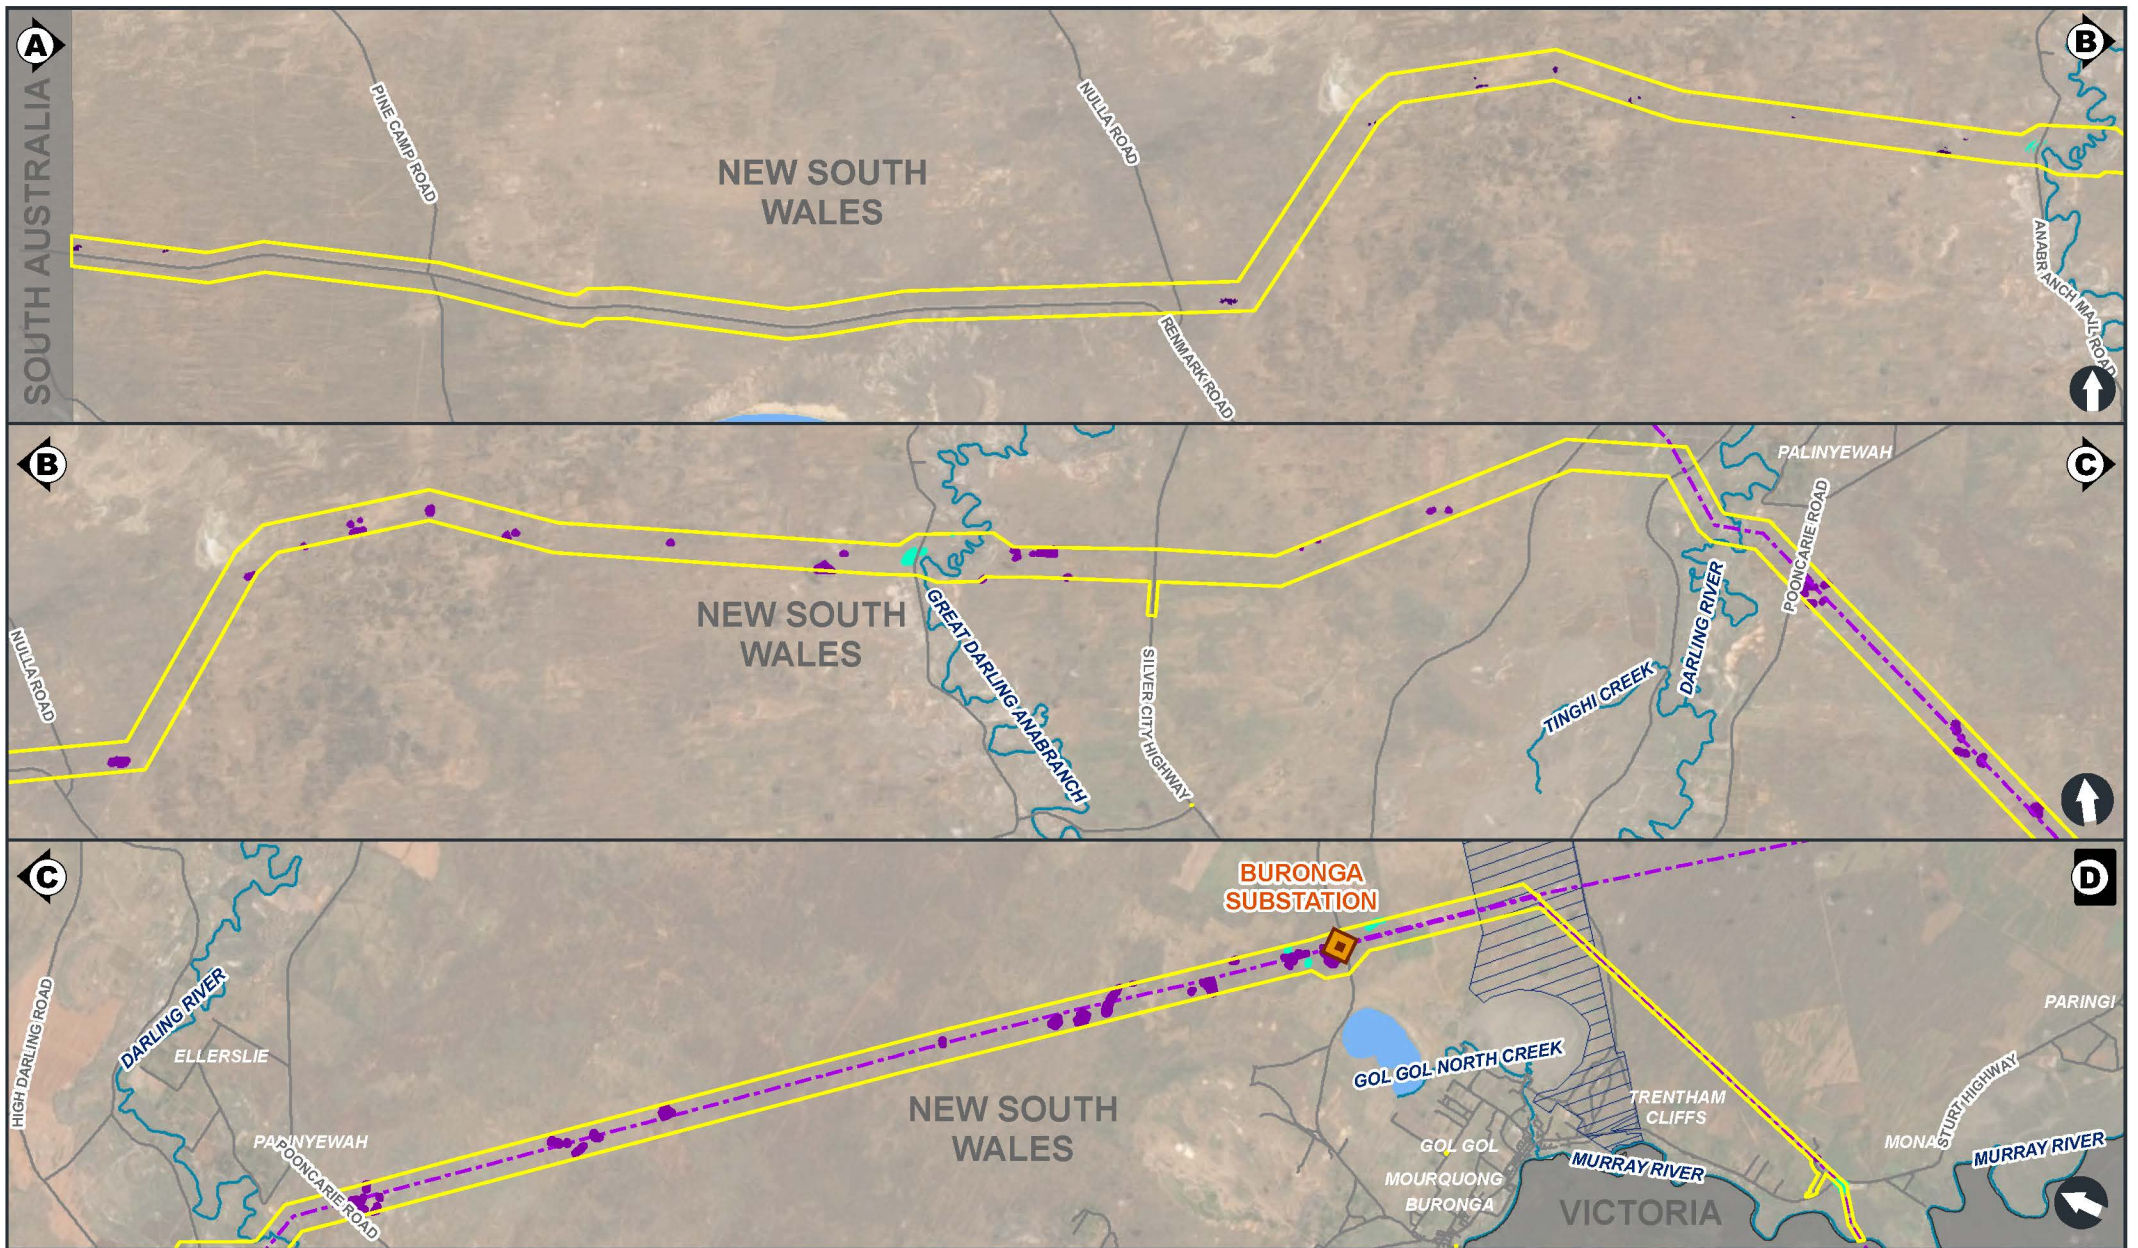 A
B
SOUTH AUSTRALIA
PINE CAMP ROAD
NULLA ROAD
NEW SOUTH
WALES
RENMARK ROAD
ANABRANCH MAIL ROAD
B
C
PALINYEWAH
POONCARIE ROAD
NULLA ROAD
NEW SOUTH
WALES
GREAT DARLING ANABRANCH
SILVER CITY HIGHWAY
TINGHI CREEK
DARLING RIVER
C
D
BURONGA
SUBSTATION
HIGH DARLING ROAD
DARLING RIVER
ELLERSLIE
PALINYEWAH
POONCARIE ROAD
NEW SOUTH
WALES
GOL GOL NORTH CREEK
PARINGI
STURT HIGHWAY
TRENTHAM
CLIFFS
GOL GOL
MOURQUONG
BURONGA
MURRAY RIVER
VICTORIA
MONA
MURRAY RIVER